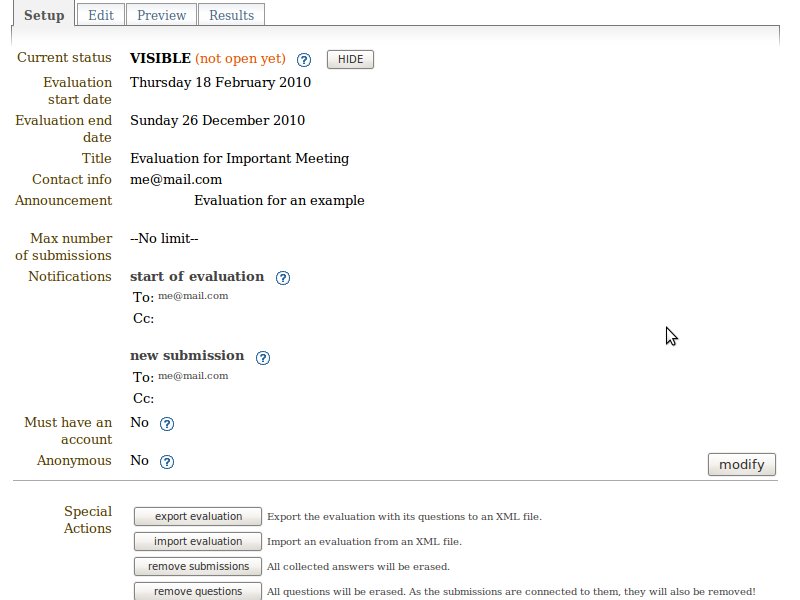 Setup Edit Preview Results
Current status VISIBLE (not open yet) ? HIDE
Evaluation start date Thursday 18 February 2010
Evaluation end date Sunday 26 December 2010
Title Evaluation for Important Meeting
Contact info me@mail.com
Announcement Evaluation for an example
Max number of submissions --No limit--
Notifications start of evaluation ?
To: me@mail.com
Cc:
new submission ?
To: me@mail.com
Cc:
Must have an account No ?
Anonymous No ?
modify
Special Actions
export evaluation Export the evaluation with its questions to an XML file.
import evaluation Import an evaluation from an XML file.
remove submissions All collected answers will be erased.
remove questions All questions will be erased. As the submissions are connected to them, they will also be removed!